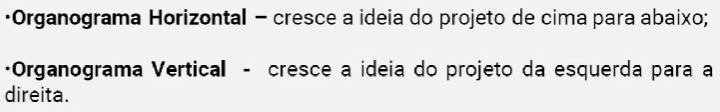 ·Organograma Horizontal – cresce a ideia do projeto de cima para abaixo;
·Organograma Vertical - cresce a ideia do projeto da esquerda para a
direita.